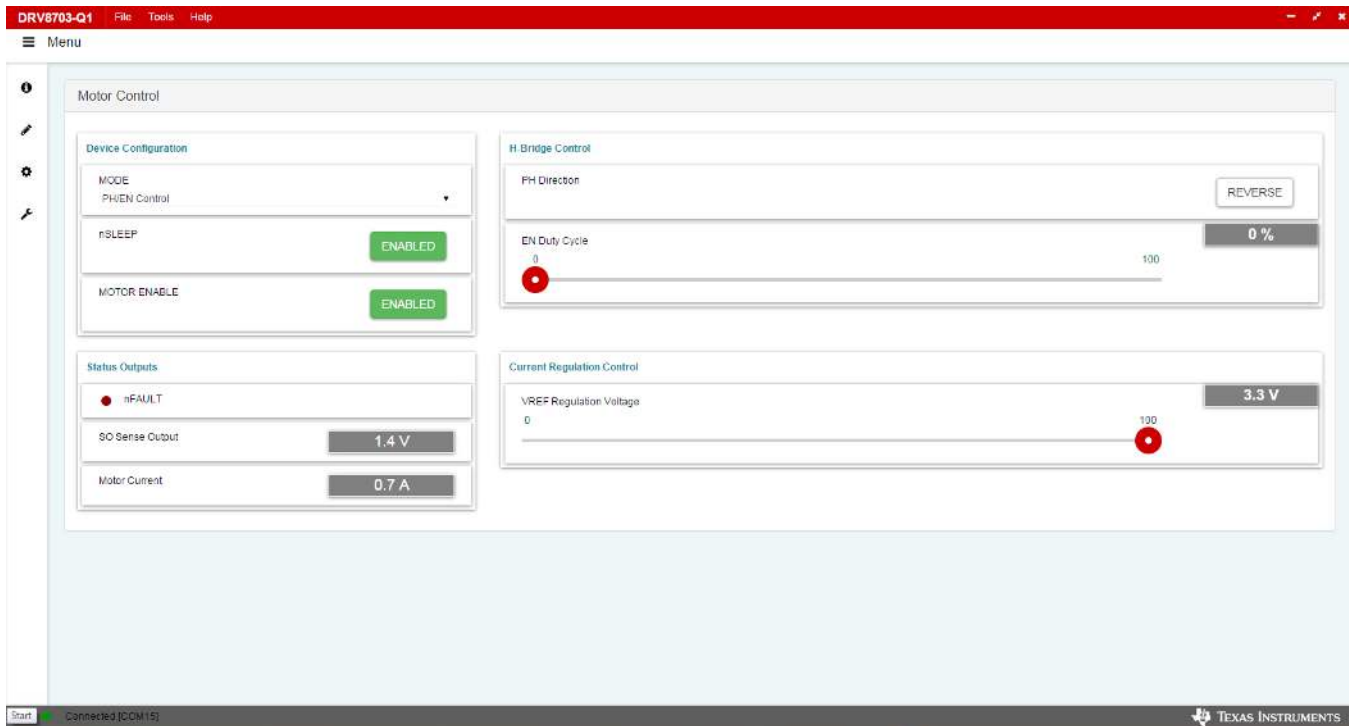 DRV8703-Q1 File Tools Help
Menu
Motor Control
Device Configuration
MODE
PH/EN Control
nSLEEP
ENABLED
MOTOR ENABLE
ENABLED
H.Bridge Control
PH Direction
REVERSE
EN Duty Cycle
0 %
0
100
Status Outputs
nFAULT
SO Sense Output
1.4 V
Motor Current
0.7 A
Current Regulation Control
VREF Regulation Voltage
3.3 V
0
100
Start Connected [COM15] TEXAS INSTRUMENTS